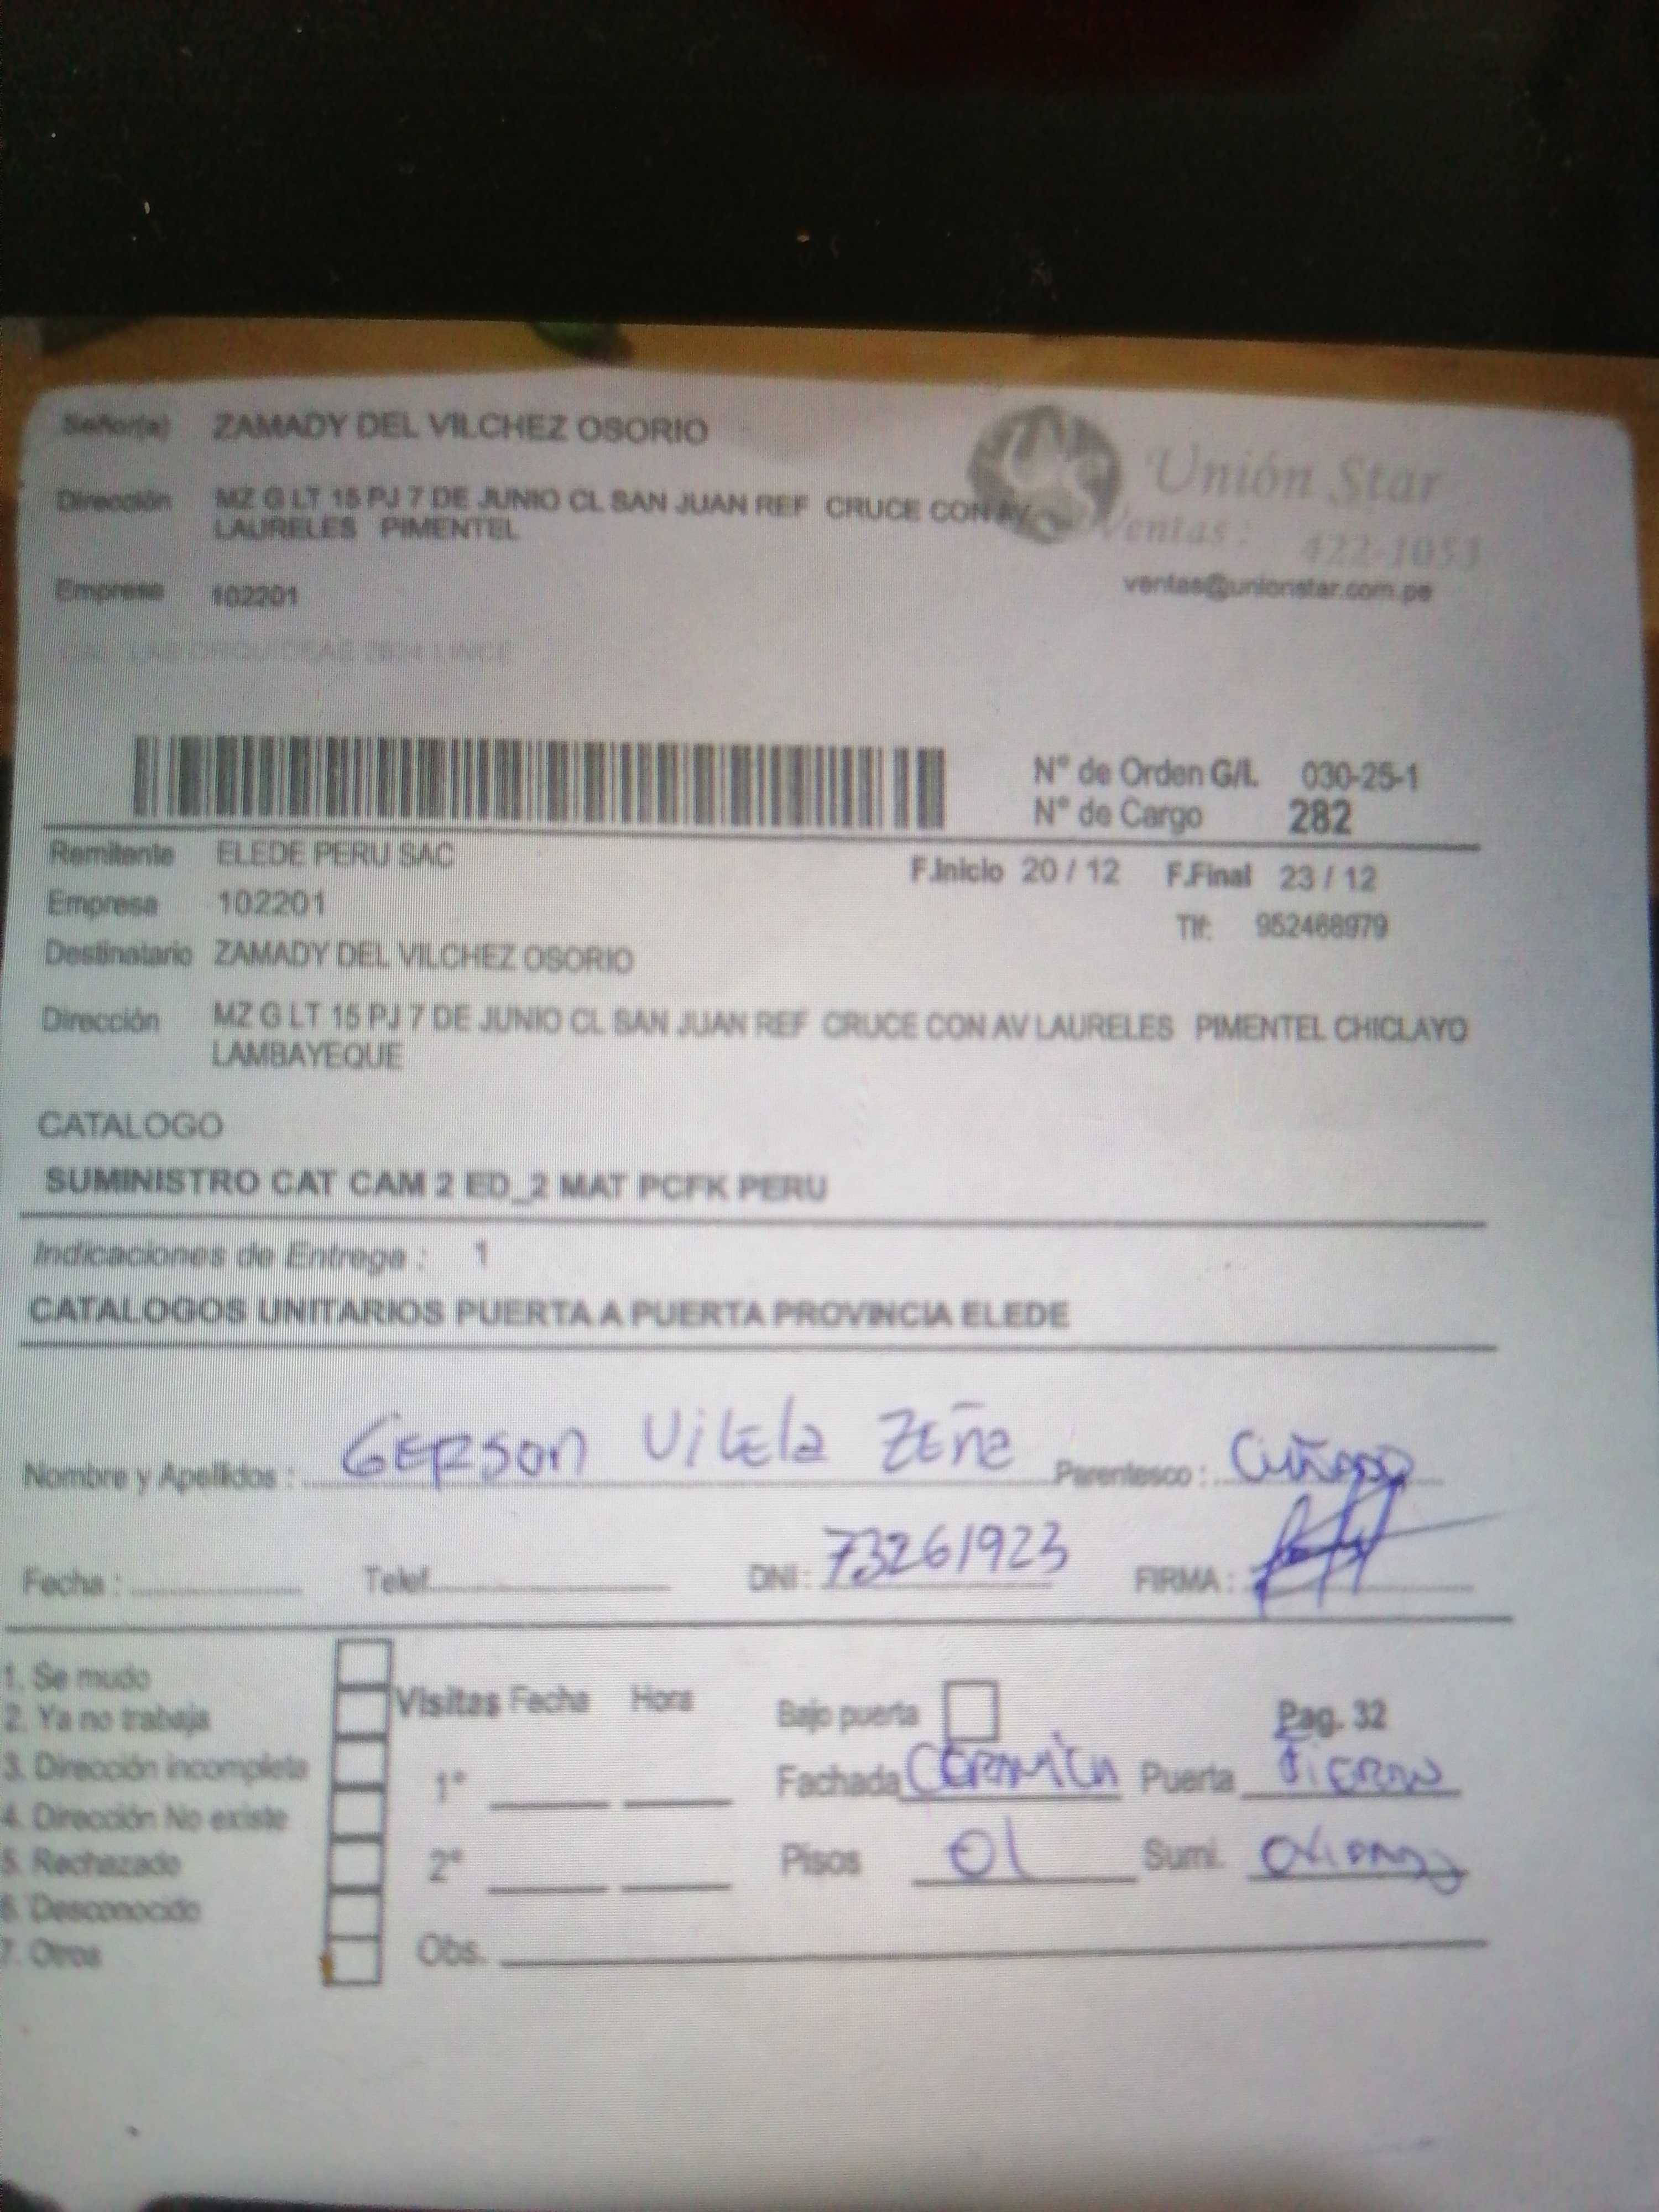 Señor(a) ZAMADY DEL VILCHEZ OSORIO
Unión Star
Dirección MZ G LT 15 PJ 7 DE JUNIO CL SAN JUAN REF CRUCE CON AV
LAURELES PIMENTEL
Ventas: 422-1053
ventas@unionstar.com.pe
Empresa 102201
N° de Orden G/L 030-25-1
N° de Cargo 282
Remitente ELEDE PERU SAC
F.Inicio 20 / 12 F.Final 23 / 12
Empresa 102201
Tlf: 952468979
Destinatario ZAMADY DEL VILCHEZ OSORIO
Dirección MZ G LT 15 PJ 7 DE JUNIO CL SAN JUAN REF CRUCE CON AV LAURELES PIMENTEL CHICLAYO
LAMBAYEQUE
CATALOGO
SUMINISTRO CAT CAM 2 ED_2 MAT PCFK PERU
Indicaciones de Entrega : 1
CATALOGOS UNITARIOS PUERTA A PUERTA PROVINCIA ELEDE
Nombre y Apellidos : GERSON VILELA ZEÑA Parentesco : CUÑADO
Fecha : Telef. DNI : 73261923 FIRMA :
1. Se mudo
2. Ya no trabaja
3. Dirección incompleta
4. Dirección No existe
5. Rechazado
6. Desconocido
7. Otros
Visitas Fecha Hora
1°
2°
Obs.
Bajo puerta Pag. 32
Fachada CERAMICA Puerta FIERRO
Pisos 01 Sumi.